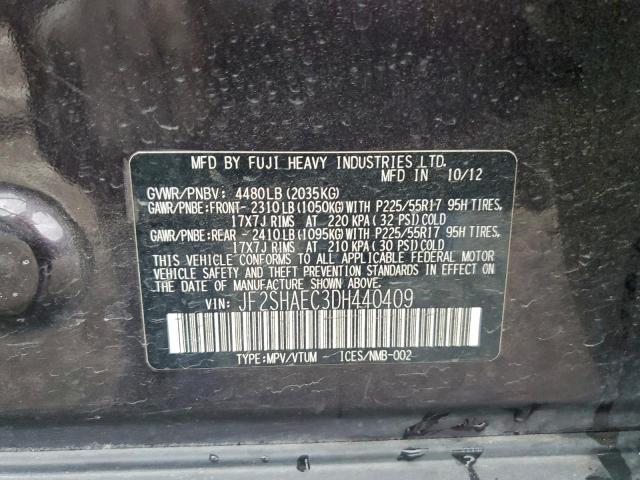 MFD BY FUJI HEAVY INDUSTRIES LTD.
MFD. IN JAPAN 10/12
GVWR/PNBV: 4480LB(2035KG)
GAWR/PNBE:FRONT-2310LB(1050KG)WITH P225/55R17 95H TIRES,
17X7J RIMS AT 220 KPA(32 PSI)COLD
GAWR/PNBE:REAR -2410LB(1095KG)WITH P225/55R17 95H TIRES,
17X7J RIMS AT 210 KPA(30 PSI)COLD
THIS VEHICLE CONFORMS TO ALL APPLICABLE FEDERAL MOTOR
VEHICLE SAFETY AND THEFT PREVENTION STANDARDS IN EFFECT
ON THE DATE OF MANUFACTURE SHOWN ABOVE.
VIN: JF2SHAEC3DH440409
TYPE:MPV/VTUM - ICES/NMB-002